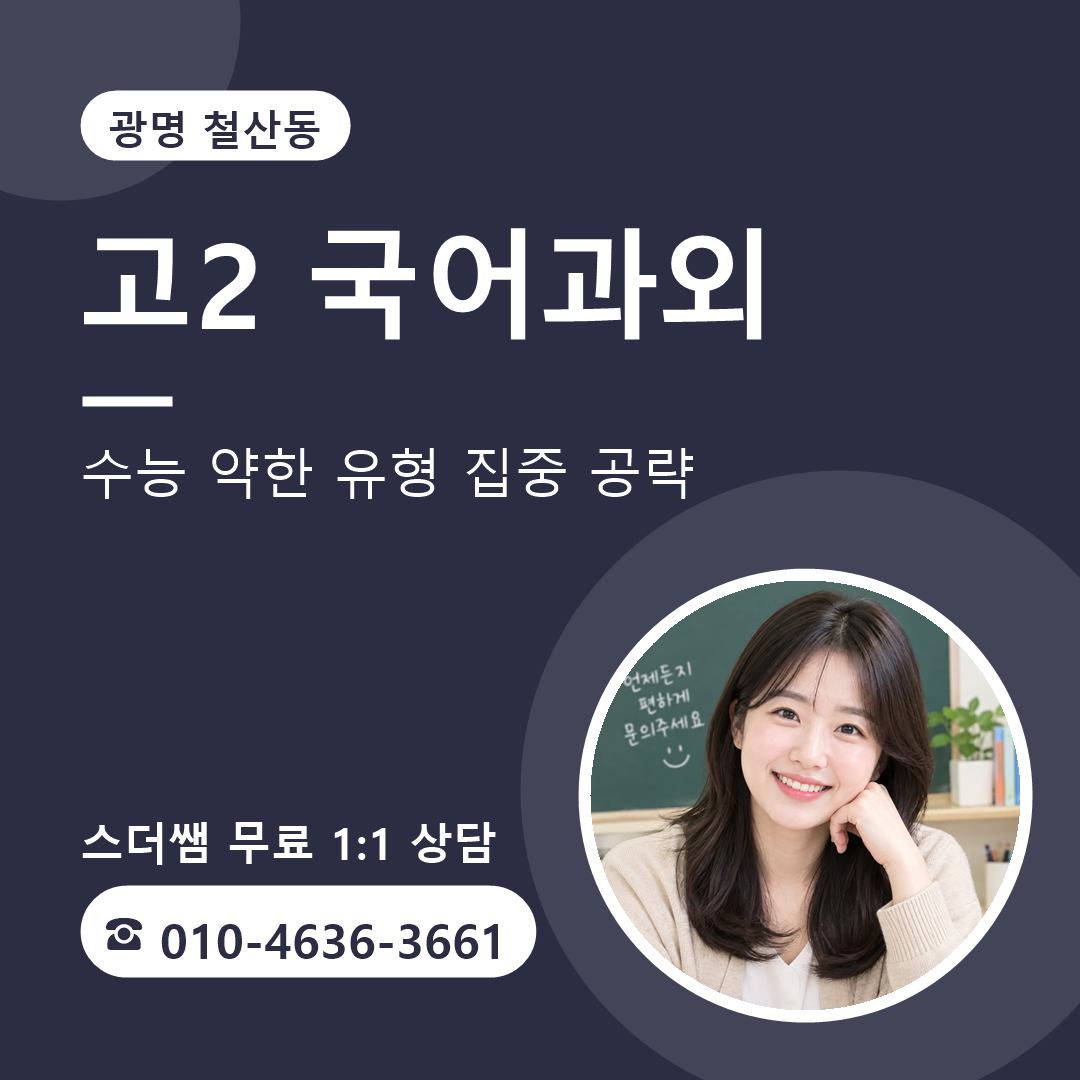 광명 철산동
고2 국어과외
수능 약한 유형 집중 공략
언제든지
편하게
문의주세요
스더쌤 무료 1:1 상담
☎ 010-4636-3661